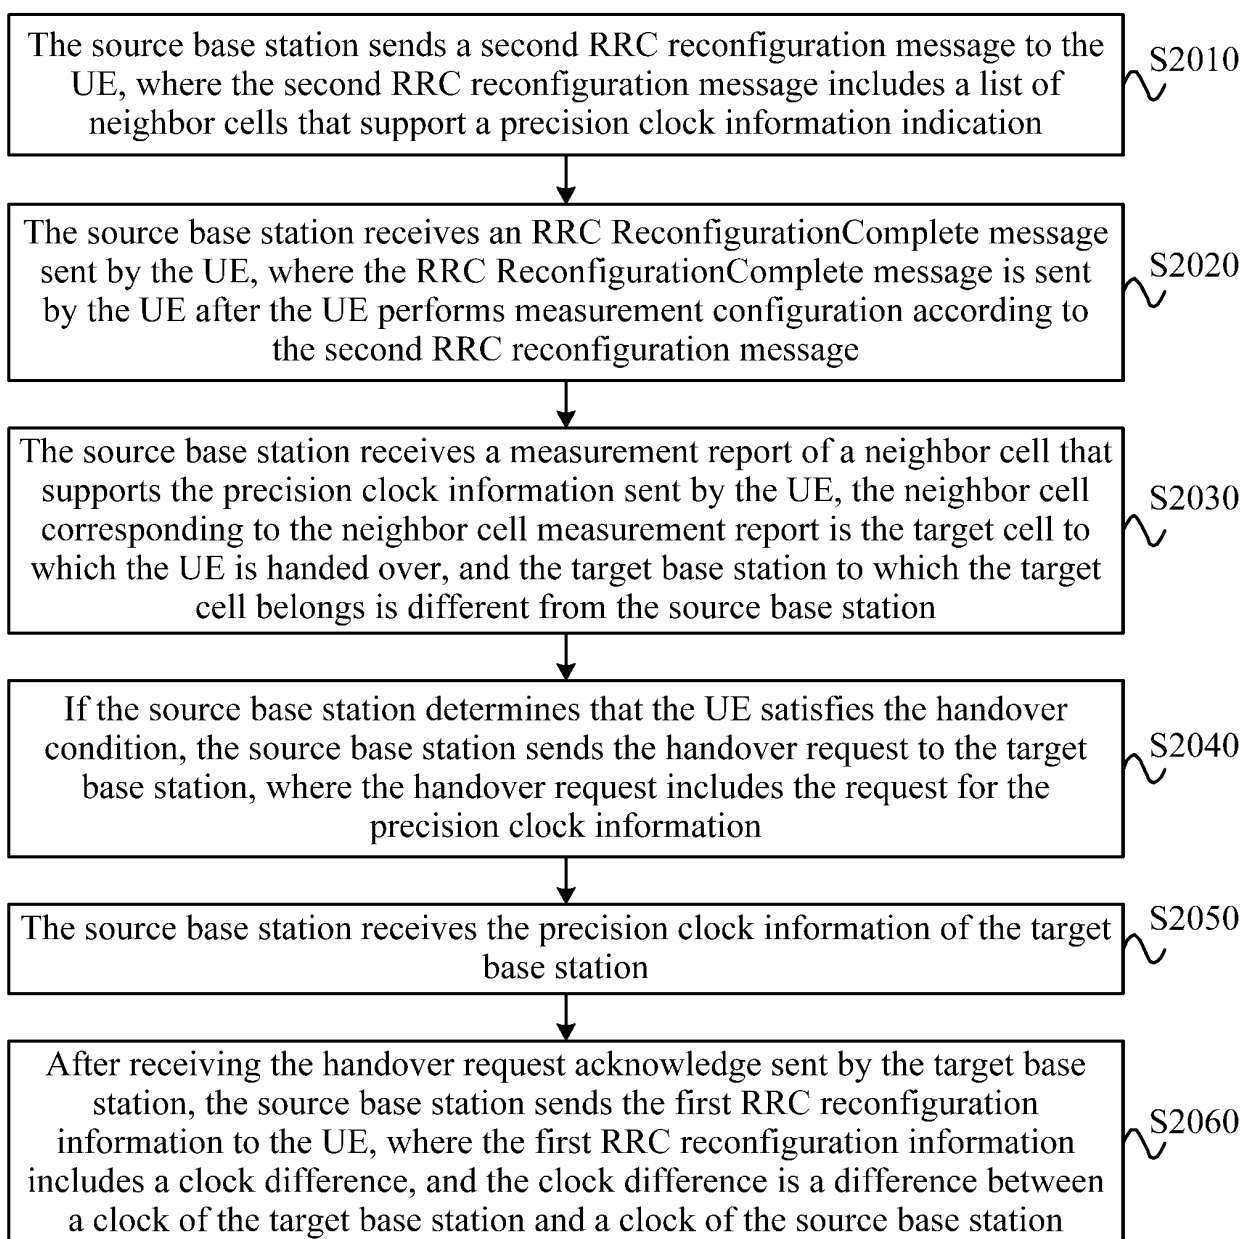 The source base station sends a second RRC reconfiguration message to the
UE, where the second RRC reconfiguration message includes a list of
neighbor cells that support a precision clock information indication
S2010
The source base station receives an RRC ReconfigurationComplete message
sent by the UE, where the RRC ReconfigurationComplete message is sent
by the UE after the UE performs measurement configuration according to
the second RRC reconfiguration message
S2020
The source base station receives a measurement report of a neighbor cell that
supports the precision clock information sent by the UE, the neighbor cell
corresponding to the neighbor cell measurement report is the target cell to
which the UE is handed over, and the target base station to which the target
cell belongs is different from the source base station
S2030
If the source base station determines that the UE satisfies the handover
condition, the source base station sends the handover request to the target
base station, where the handover request includes the request for the
precision clock information
S2040
The source base station receives the precision clock information of the target
base station
S2050
After receiving the handover request acknowledge sent by the target base
station, the source base station sends the first RRC reconfiguration
information to the UE, where the first RRC reconfiguration information
includes a clock difference, and the clock difference is a difference between
a clock of the target base station and a clock of the source base station
S2060